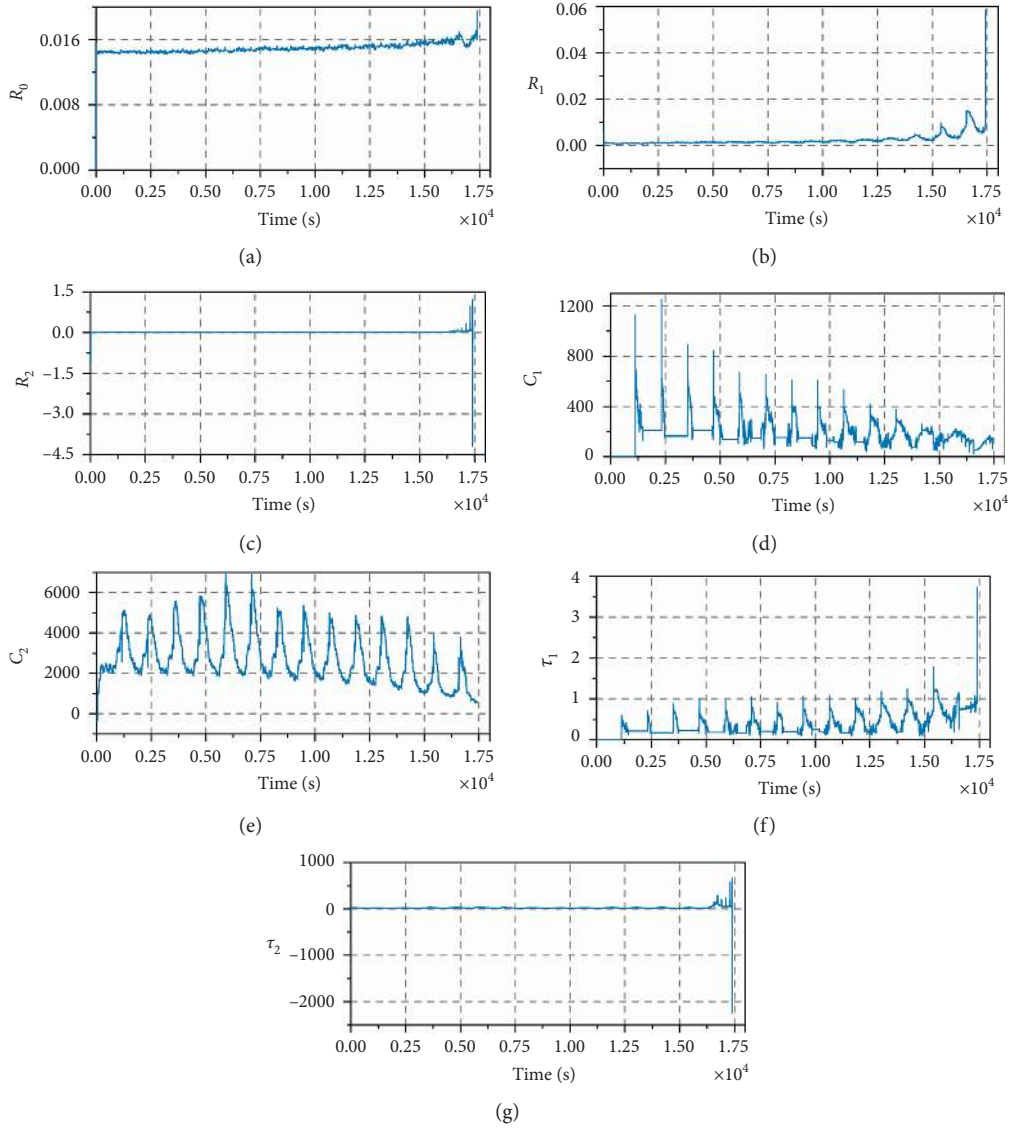 0.016
0.008
0.000
R0
0.00 0.25 0.50 0.75 1.00 1.25 1.50 1.75
Time (s)
×10^4
(a)
0.06
0.04
0.02
0.00
R1
0.00 0.25 0.50 0.75 1.00 1.25 1.50 1.75
Time (s)
×10^4
(b)
1.5
0.0
–1.5
–3.0
–4.5
R2
0.00 0.25 0.50 0.75 1.00 1.25 1.50 1.75
Time (s)
×10^4
(c)
1200
800
400
0
C1
0.00 0.25 0.50 0.75 1.00 1.25 1.50 1.75
Time (s)
×10^4
(d)
6000
4000
2000
0
C2
0.00 0.25 0.50 0.75 1.00 1.25 1.50 1.75
Time (s)
×10^4
(e)
4
3
2
1
0
τ1
0.00 0.25 0.50 0.75 1.00 1.25 1.50 1.75
Time (s)
×10^4
(f)
1000
0
–1000
–2000
τ2
0.00 0.25 0.50 0.75 1.00 1.25 1.50 1.75
Time (s)
×10^4
(g)